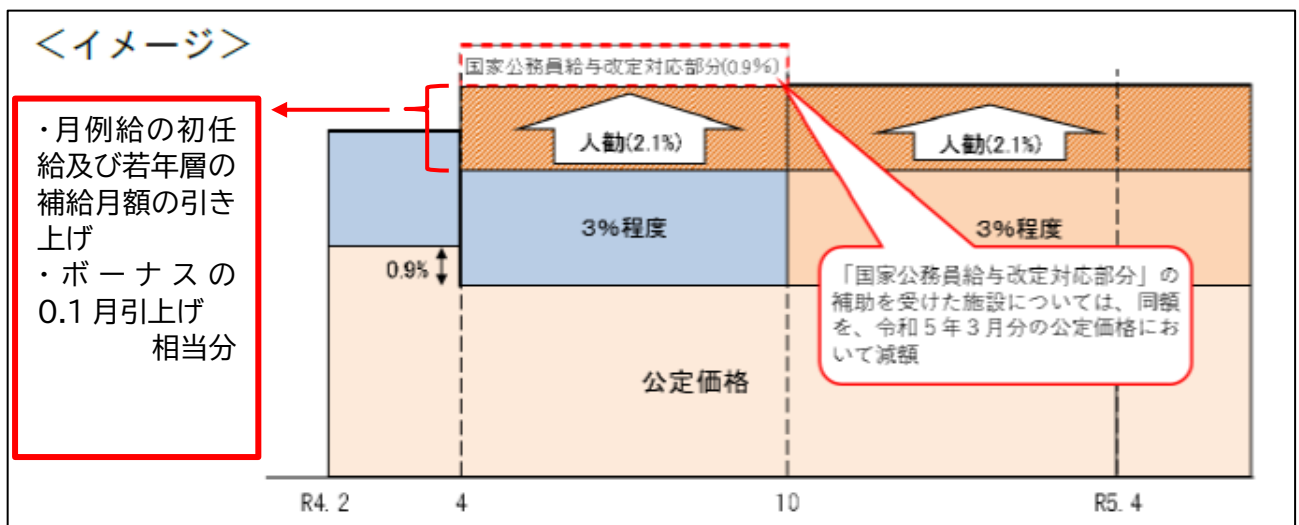 ＜イメージ＞
国家公務員給与改定対応部分(0.9%)
・月例給の初任
給及び若年層の
補給月額の引き
上げ
・ボーナスの
0.1月引上げ
相当分
人勧(2.1%)
人勧(2.1%)
3%程度
3%程度
0.9%
「国家公務員給与改定対応部分」の
補助を受けた施設については、同額
を、令和５年３月分の公定価格にお
いて減額
公定価格
R4. 2
4
10
R5. 4